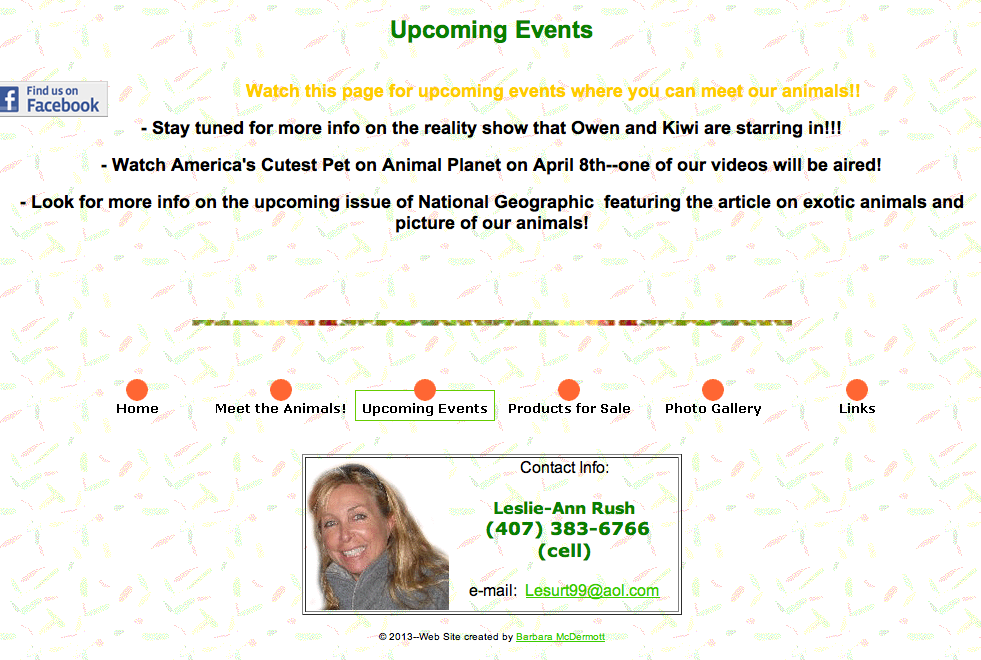 Upcoming Events
Find us on
Facebook
Watch this page for upcoming events where you can meet our animals!!
- Stay tuned for more info on the reality show that Owen and Kiwi are starring in!!!
- Watch America's Cutest Pet on Animal Planet on April 8th--one of our videos will be aired!
- Look for more info on the upcoming issue of National Geographic  featuring the article on exotic animals and
picture of our animals!
Home
Meet the Animals!
Upcoming Events
Products for Sale
Photo Gallery
Links
Contact Info:
Leslie-Ann Rush
(407) 383-6766
(cell)
e-mail:  Lesurt99@aol.com
© 2013--Web Site created by Barbara McDermott